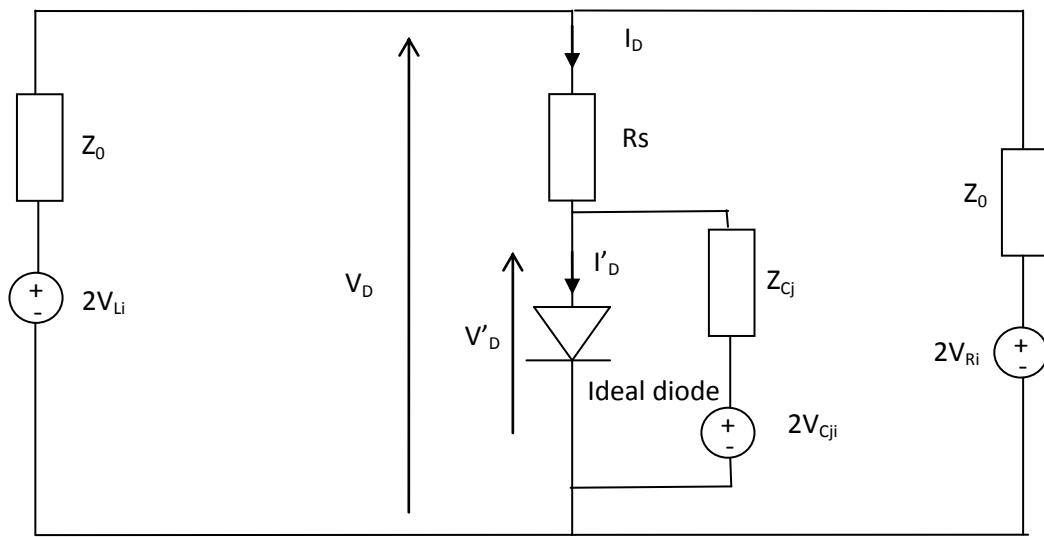 I_D
Z_0
Rs
Z_0
I'_D
Z_Cj
V_D
+
-
2V_Li
V'_D
+
-
2V_Ri
Ideal diode
+
-
2V_Cji